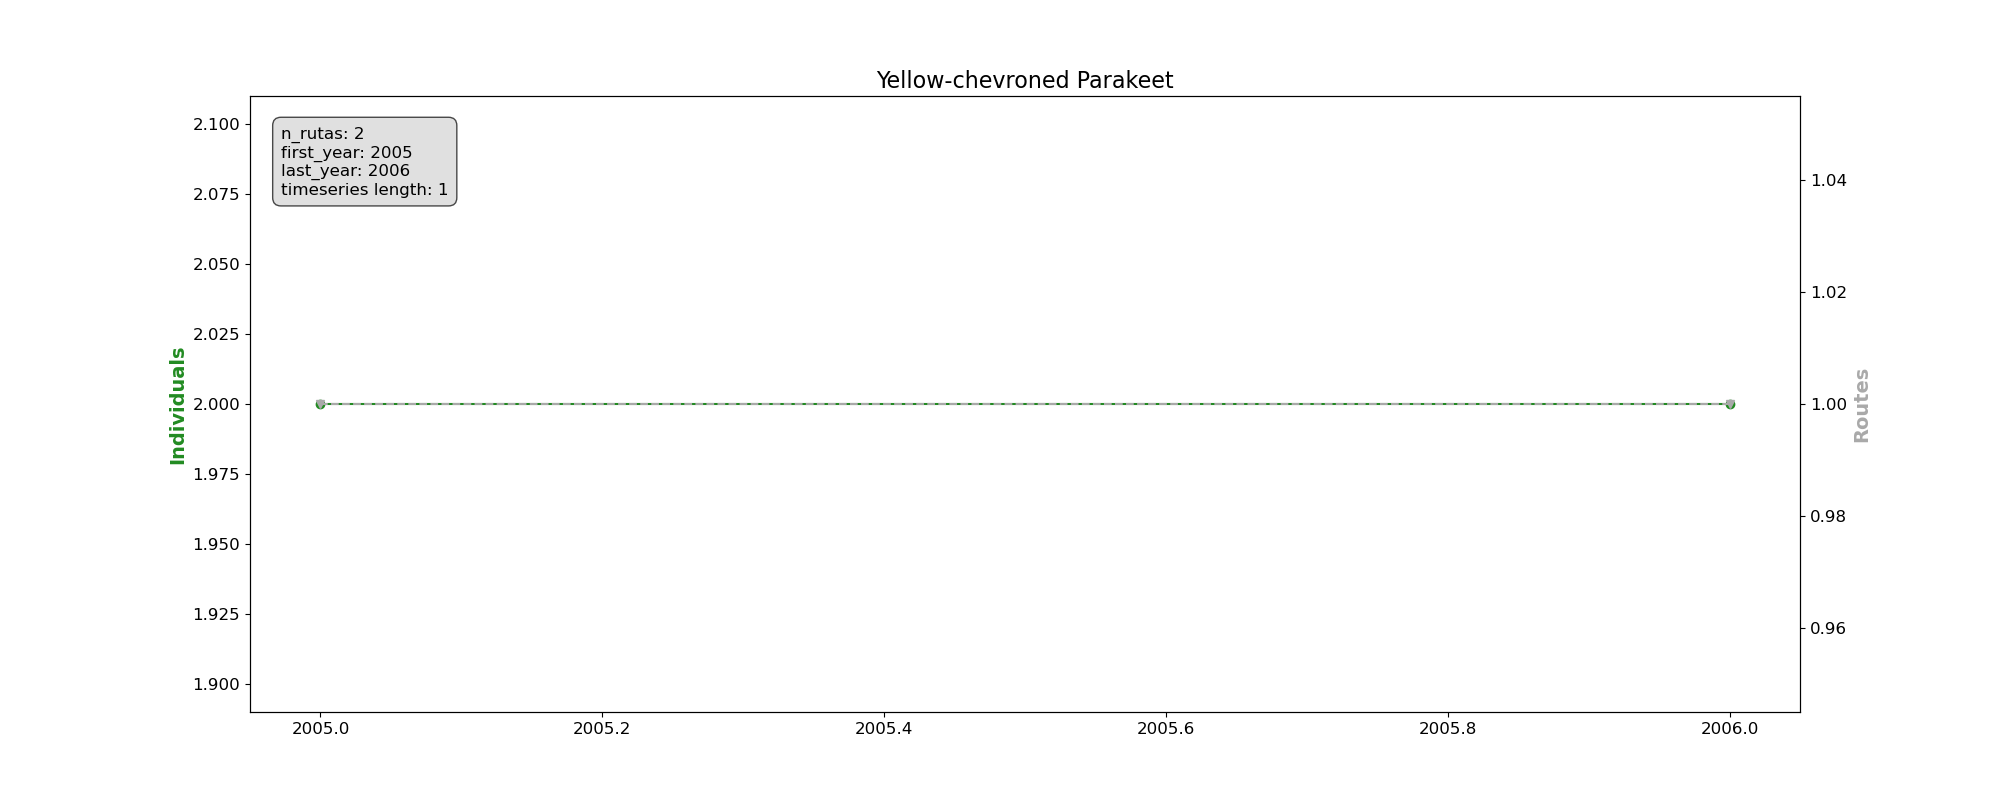 Yellow-chevroned Parakeet
n_rutas: 2
first_year: 2005
last_year: 2006
timeseries length: 1
Individuals
2.100
2.075
2.050
2.025
2.000
1.975
1.950
1.925
1.900
1.04
1.02
1.00
0.98
0.96
Routes
2005.0 2005.2 2005.4 2005.6 2005.8 2006.0